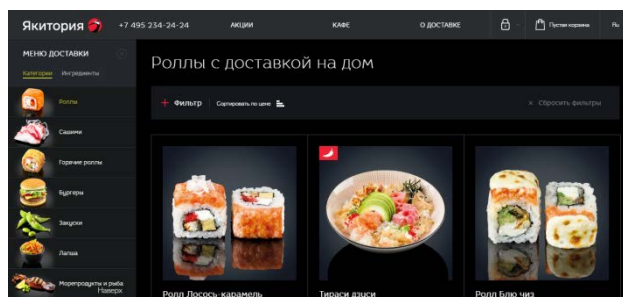 Якитория
+7 495 234-24-24
АКЦИИ
КАФЕ
О ДОСТАВКЕ
Пустая корзина
Ru
МЕНЮ ДОСТАВКИ
Категории Ингредиенты
Роллы с доставкой на дом
+ Фильтр
Сортировать по цене
× Сбросить фильтры
Роллы
Сашими
Горячие роллы
Бургеры
Закуски
Лапша
Морепродукты и рыба
Наверх
Ролл Лосось-карамель
Тираси дзуси
Ролл Блю чиз